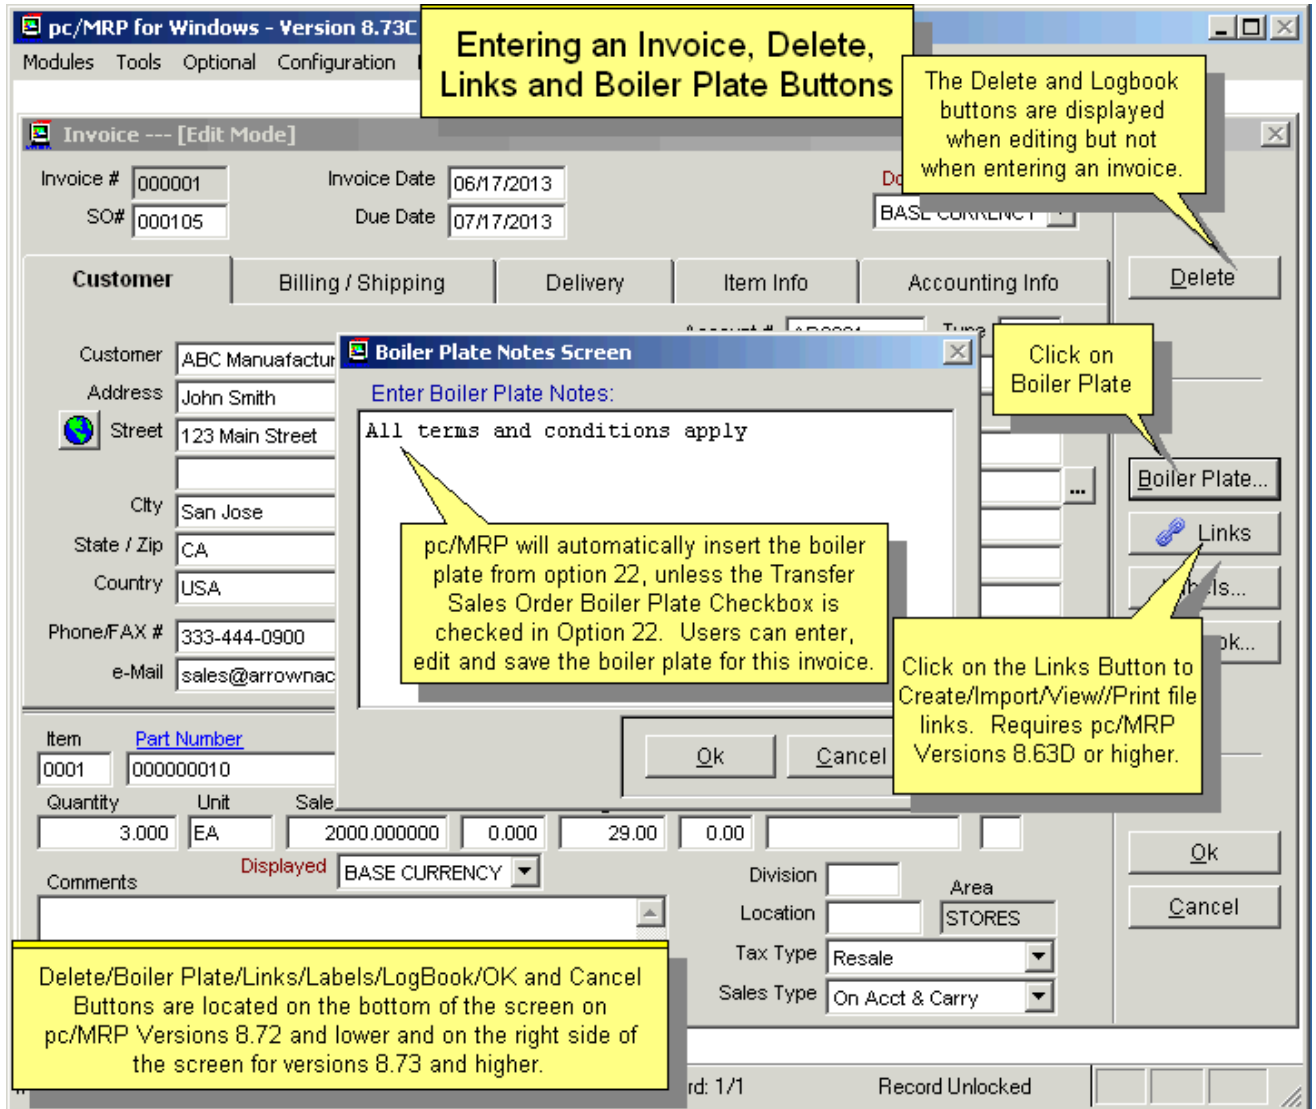 pc/MRP for Windows - Version 8.73C
Entering an Invoice, Delete,
Links and Boiler Plate Buttons
Modules Tools Optional Configuration
The Delete and Logbook
buttons are displayed
when editing but not
when entering an invoice.
Invoice --- [Edit Mode]
Invoice # 000001
Invoice Date 06/17/2013
SO# 000105
Due Date 07/17/2013
BASE CURRENCY
Customer
Billing / Shipping
Delivery
Item Info
Accounting Info
Delete
Account #
Type
Customer ABC Manuafactur
Address John Smith
Street 123 Main Street
City San Jose
State / Zip CA
Country USA
Phone/FAX # 333-444-0900
e-Mail sales@arrownac
Boiler Plate Notes Screen
Enter Boiler Plate Notes:
All terms and conditions apply
pc/MRP will automatically insert the boiler
plate from option 22, unless the Transfer
Sales Order Boiler Plate Checkbox is
checked in Option 22. Users can enter,
edit and save the boiler plate for this invoice.
Ok
Cancel
Click on
Boiler Plate
Boiler Plate...
...
Links
Click on the Links Button to
Create/Import/View//Print file
links. Requires pc/MRP
Versions 8.63D or higher.
Item
Part Number
0001
000000010
Quantity
Unit
Sale
3.000
EA
2000.000000
0.000
29.00
0.00
Displayed BASE CURRENCY
Comments
Division
Area
Location
STORES
Tax Type Resale
Sales Type On Acct & Carry
Ok
Cancel
Delete/Boiler Plate/Links/Labels/LogBook/OK and Cancel
Buttons are located on the bottom of the screen on
pc/MRP Versions 8.72 and lower and on the right side of
the screen for versions 8.73 and higher.
rd: 1/1
Record Unlocked